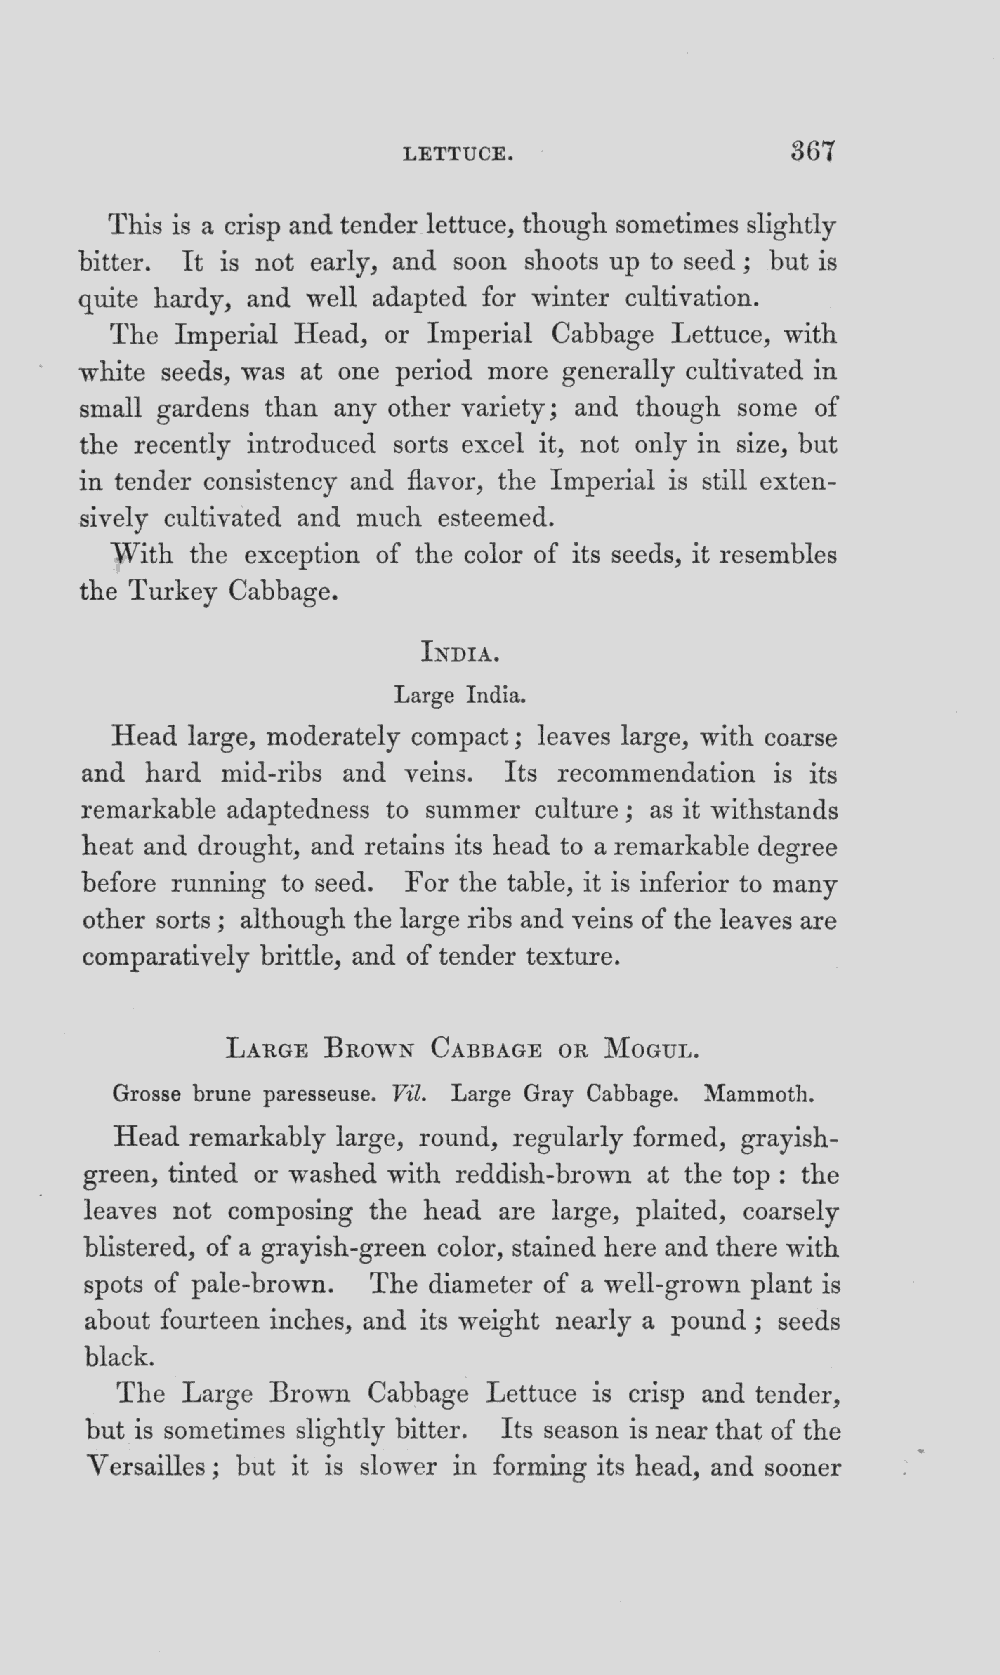 LETTUCE. 367
This is a crisp and tender lettuce, though sometimes slightly
bitter. It is not early, and soon shoots up to seed; but is
quite hardy, and well adapted for winter cultivation.
The Imperial Head, or Imperial Cabbage Lettuce, with
white seeds, was at one period more generally cultivated in
small gardens than any other variety; and though some of
the recently introduced sorts excel it, not only in size, but
in tender consistency and flavor, the Imperial is still exten-
sively cultivated and much esteemed.
With the exception of the color of its seeds, it resembles
the Turkey Cabbage.
INDIA.
Large India.
Head large, moderately compact; leaves large, with coarse
and hard mid-ribs and veins. Its recommendation is its
remarkable adaptedness to summer culture; as it withstands
heat and drought, and retains its head to a remarkable degree
before running to seed. For the table, it is inferior to many
other sorts; although the large ribs and veins of the leaves are
comparatively brittle, and of tender texture.
LARGE BROWN CABBAGE OR MOGUL.
Grosse brune paresseuse. Vil. Large Gray Cabbage. Mammoth.
Head remarkably large, round, regularly formed, grayish-
green, tinted or washed with reddish-brown at the top: the
leaves not composing the head are large, plaited, coarsely
blistered, of a grayish-green color, stained here and there with
spots of pale-brown. The diameter of a well-grown plant is
about fourteen inches, and its weight nearly a pound; seeds
black.
The Large Brown Cabbage Lettuce is crisp and tender,
but is sometimes slightly bitter. Its season is near that of the
Versailles; but it is slower in forming its head, and sooner